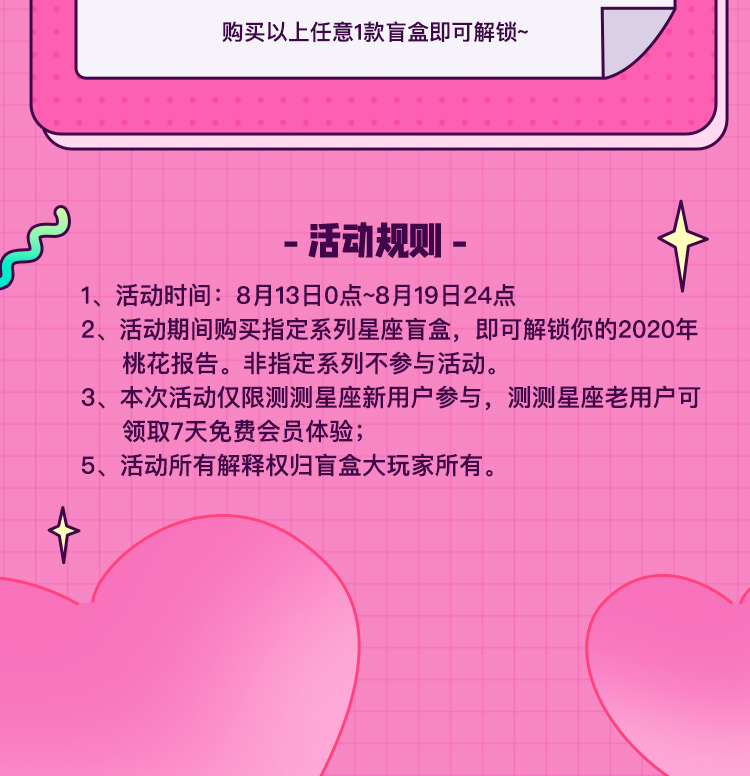 购买以上任意1款盲盒即可解锁~
- 活动规则 -
1、活动时间：8月13日0点~8月19日24点
2、活动期间购买指定系列星座盲盒，即可解锁你的2020年
桃花报告。非指定系列不参与活动。
3、本次活动仅限测测星座新用户参与，测测星座老用户可
领取7天免费会员体验；
5、活动所有解释权归盲盒大玩家所有。